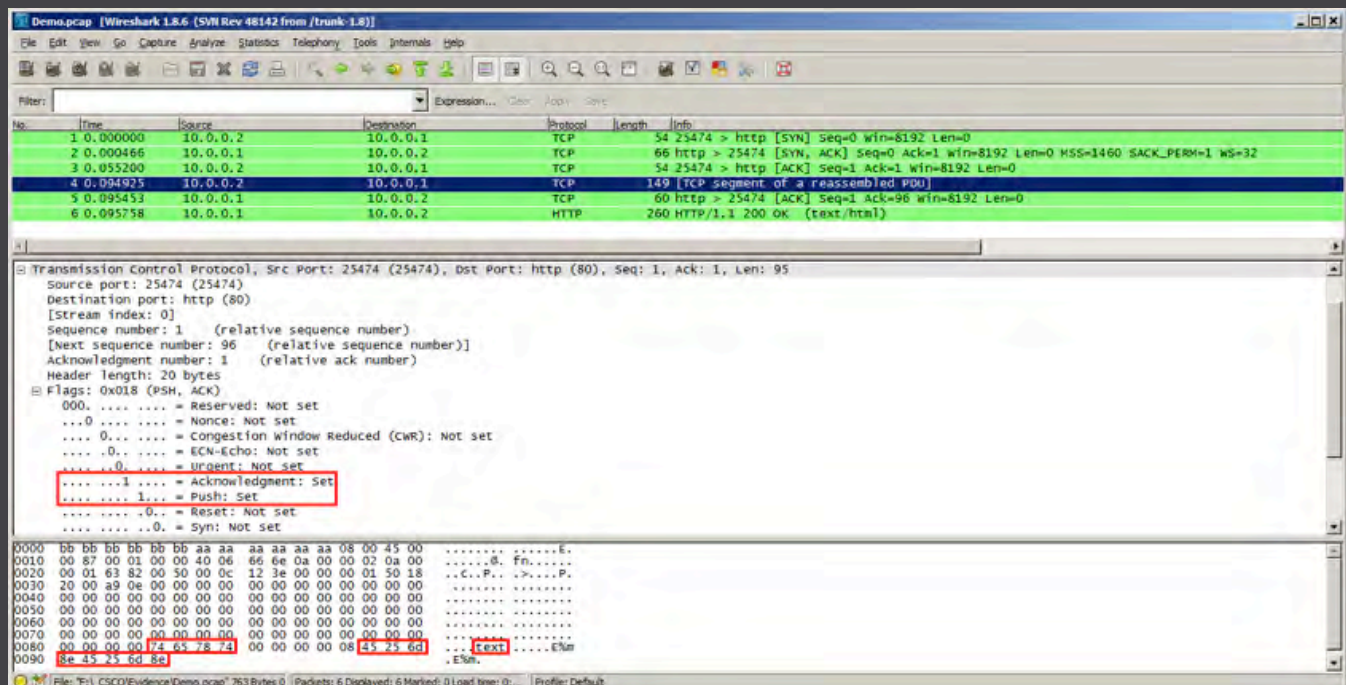 Demo.pcap [Wireshark 1.8.6 (SVN Rev 48142 from /trunk-1.8)]
File Edit View Go Capture Analyze Statistics Telephony Tools Internals Help
Filter: Expression... Clear Apply Save
No. Time Source Destination Protocol Length Info
1 0.000000 10.0.0.2 10.0.0.1 TCP 54 25474 > http [SYN] Seq=0 Win=8192 Len=0
2 0.000466 10.0.0.1 10.0.0.2 TCP 66 http > 25474 [SYN, ACK] Seq=0 Ack=1 Win=8192 Len=0 MSS=1460 SACK_PERM=1 WS=32
3 0.055200 10.0.0.2 10.0.0.1 TCP 54 25474 > http [ACK] Seq=1 Ack=1 Win=8192 Len=0
4 0.094925 10.0.0.2 10.0.0.1 TCP 149 [TCP segment of a reassembled PDU]
5 0.095453 10.0.0.1 10.0.0.2 TCP 60 http > 25474 [ACK] Seq=1 Ack=96 Win=8192 Len=0
6 0.095758 10.0.0.1 10.0.0.2 HTTP 260 HTTP/1.1 200 OK (text/html)
Transmission Control Protocol, Src Port: 25474 (25474), Dst Port: http (80), Seq: 1, Ack: 1, Len: 95
Source port: 25474 (25474)
Destination port: http (80)
[Stream index: 0]
Sequence number: 1 (relative sequence number)
[Next sequence number: 96 (relative sequence number)]
Acknowledgment number: 1 (relative ack number)
Header length: 20 bytes
Flags: 0x018 (PSH, ACK)
000. .... .... = Reserved: Not set
...0 .... .... = Nonce: Not set
.... 0... .... = Congestion Window Reduced (CWR): Not set
.... .0.. .... = ECN-Echo: Not set
.... ..0. .... = Urgent: Not set
.... ...1 .... = Acknowledgment: Set
.... .... 1... = Push: Set
.... .... .0.. = Reset: Not set
.... .... ..0. = Syn: Not set
0000 bb bb bb bb bb bb aa aa aa aa aa aa 08 00 45 00 ........ ......E.
0010 00 87 00 01 00 00 40 06 66 6e 0a 00 00 02 0a 00 ......@. fn......
0020 00 01 63 82 00 50 00 0c 12 3e 00 00 00 01 50 18 ..c..P.. .>....P.
0030 20 00 a9 0e 00 00 00 00 00 00 00 00 00 00 00 00 ........ ........
0040 00 00 00 00 00 00 00 00 00 00 00 00 00 00 00 00 ........ ........
0050 00 00 00 00 00 00 00 00 00 00 00 00 00 00 00 00 ........ ........
0060 00 00 00 00 00 00 00 00 00 00 00 00 00 00 00 00 ........ ........
0070 00 00 00 00 00 00 00 00 00 00 00 00 00 00 00 00 ........ ........
0080 00 00 00 00 74 65 78 74 00 00 00 00 08 45 25 6d ....text .....E%m
0090 8e 45 25 6d 8e .E%m.
File: "F:\_CSCO\Evidence\Demo.pcap" 763 Bytes 0 Packets: 6 Displayed: 6 Marked: 0 Load time: 0:... Profile: Default